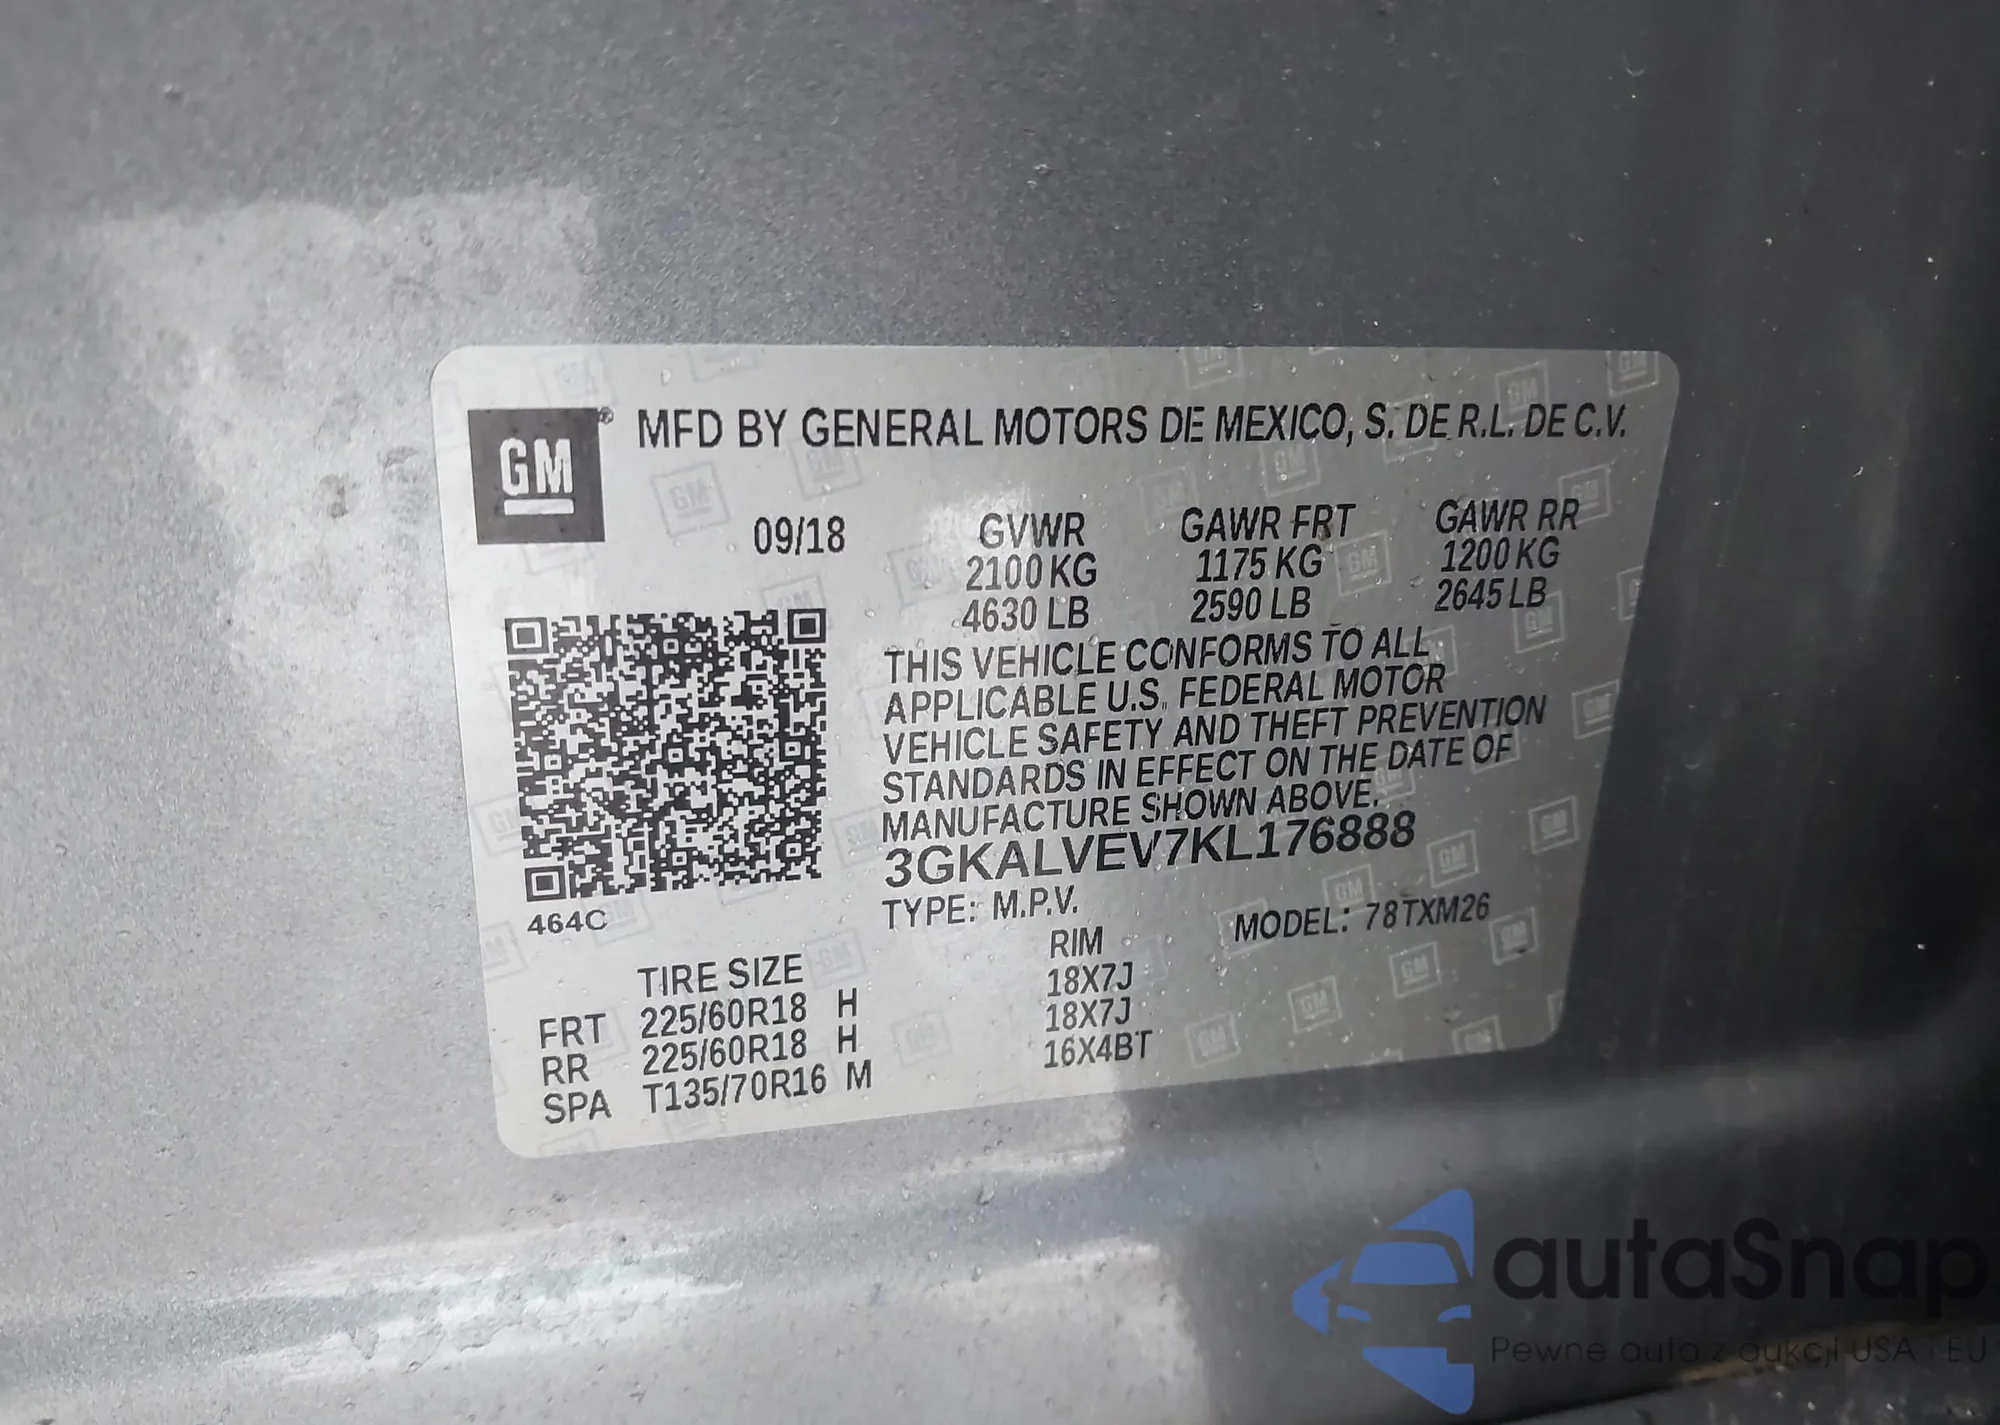 GM ® MFD BY GENERAL MOTORS DE MEXICO, S. DE R.L. DE C.V.
09/18 GVWR GAWR FRT GAWR RR
2100 KG 1175 KG 1200 KG
4630 LB 2590 LB 2645 LB
THIS VEHICLE CONFORMS TO ALL
APPLICABLE U.S. FEDERAL MOTOR
VEHICLE SAFETY AND THEFT PREVENTION
STANDARDS IN EFFECT ON THE DATE OF
MANUFACTURE SHOWN ABOVE.
3GKALVEV7KL176888
464C
TYPE: M.P.V. MODEL: 78TXM26
TIRE SIZE RIM
FRT 225/60R18 H 18X7J
RR 225/60R18 H 18X7J
SPA T135/70R16 M 16X4BT
autaSnap
Pewne auta z aukcji USA i EU